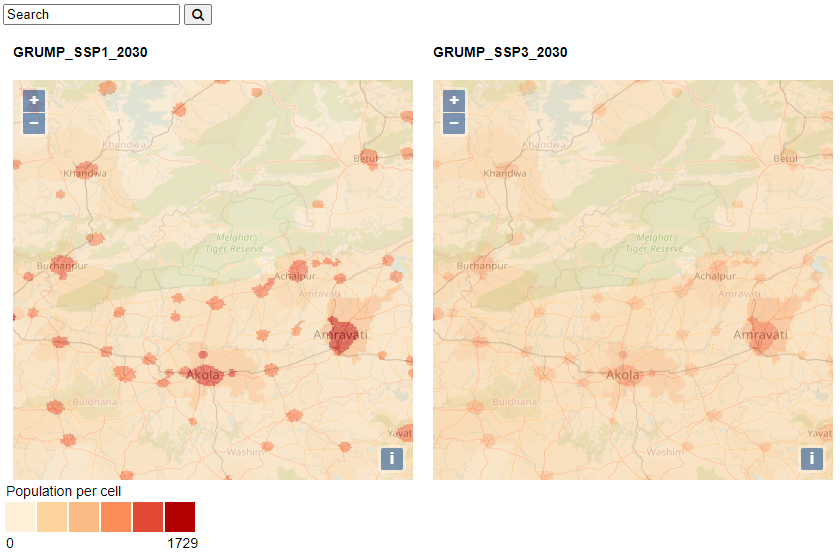 Search
GRUMP_SSP1_2030
GRUMP_SSP3_2030
+
−
Khandwa
Khandwa
Betul
Melghat
Tiger Reserve
Burhanpur
Achalpur
Amravati
Amravati
Akola
Buldhana
Yavat
Washim
i
+
−
Khandwa
Khandwa
Betul
Melghat
Tiger Reserve
Burhanpur
Achalpur
Amravati
Amravati
Akola
Buldhana
Yavat
Washim
i
Population per cell
0 1729